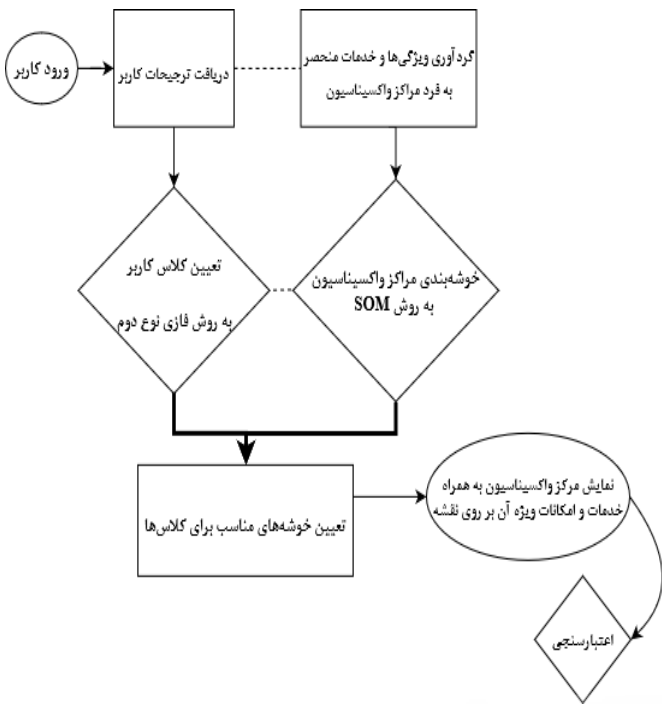 ورود کاربر
دریافت ترجیحات کاربر
گردآوری ویژگی‌ها و خدمات منحصر
به فرد مراکز واکسیناسیون
تعیین کلاس کاربر
به روش فازی نوع دوم
خوشه‌بندی مراکز واکسیناسیون
به روش SOM
تعیین خوشه‌های مناسب برای کلاس‌ها
نمایش مرکز واکسیناسیون به همراه
خدمات و امکانات ویژه آن بر روی نقشه
اعتبارسنجی